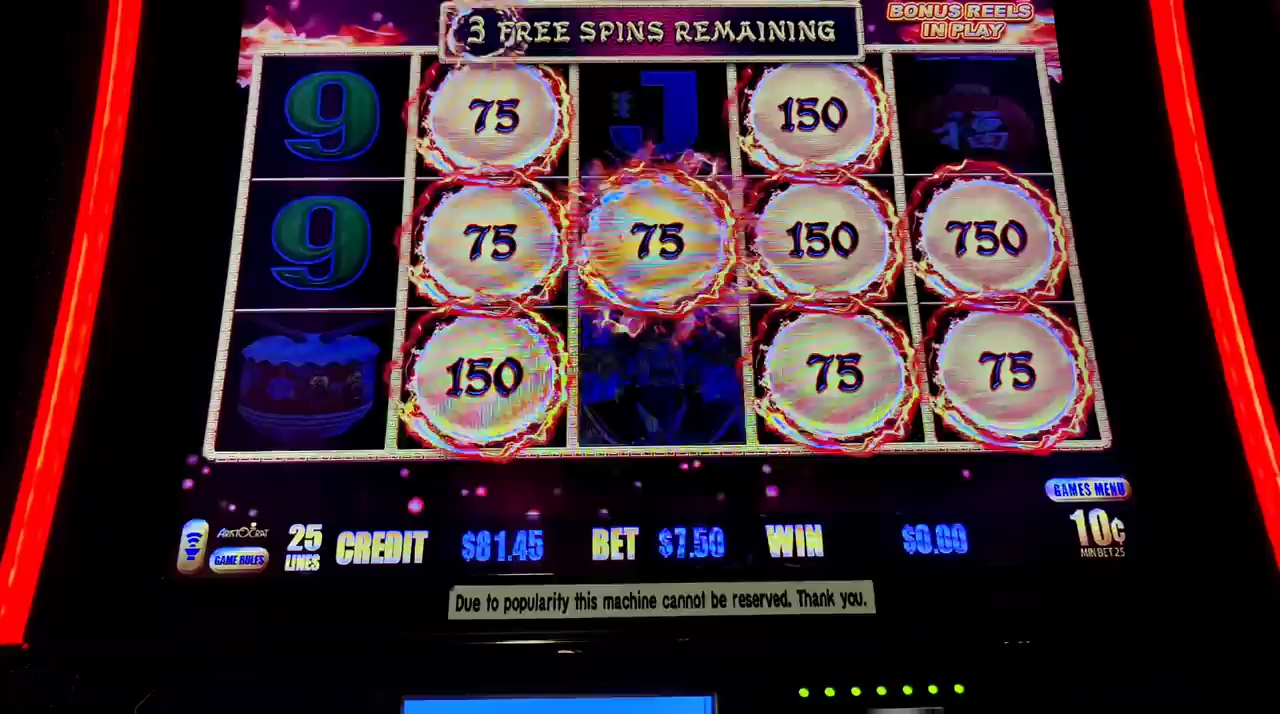 3 FREE SPINS REMAINING
BONUS REELS
IN PLAY
9
75
J
150
福
9
75
75
150
750
150
75
75
GAMES MENU
ARISTOCRAT
GAME RULES
25
LINES
CREDIT
$81.45
BET
$7.50
WIN
$0.00
10¢
MIN BET 25
Due to popularity this machine cannot be reserved. Thank you.